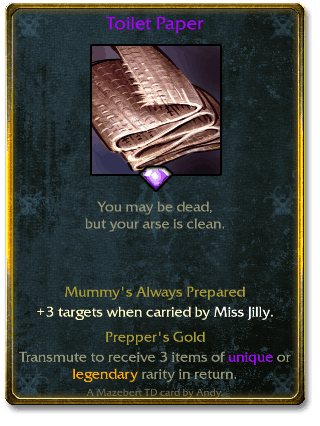 Toilet Paper
You may be dead,
but your arse is clean.
Mummy's Always Prepared
+3 targets when carried by Miss Jilly.
Prepper's Gold
Transmute to receive 3 items of unique or
legendary rarity in return.
A Mazebert TD card by Andy.